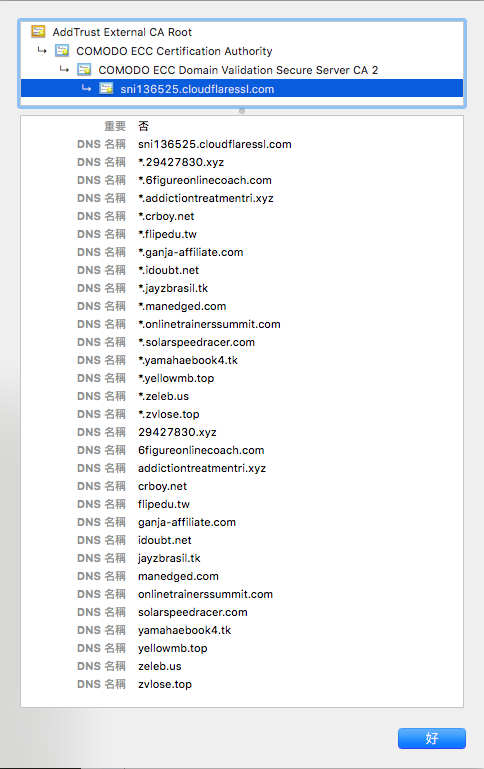 AddTrust External CA Root
COMODO ECC Certification Authority
COMODO ECC Domain Validation Secure Server CA 2
sni136525.cloudflaressl.com
重要 否
DNS 名稱 sni136525.cloudflaressl.com
DNS 名稱 *.29427830.xyz
DNS 名稱 *.6figureonlinecoach.com
DNS 名稱 *.addictiontreatmentri.xyz
DNS 名稱 *.crboy.net
DNS 名稱 *.flipedu.tw
DNS 名稱 *.ganja-affiliate.com
DNS 名稱 *.idoubt.net
DNS 名稱 *.jayzbrasil.tk
DNS 名稱 *.manedged.com
DNS 名稱 *.onlinetrainerssummit.com
DNS 名稱 *.solarspeedracer.com
DNS 名稱 *.yamahaebook4.tk
DNS 名稱 *.yellowmb.top
DNS 名稱 *.zeleb.us
DNS 名稱 *.zvlose.top
DNS 名稱 29427830.xyz
DNS 名稱 6figureonlinecoach.com
DNS 名稱 addictiontreatmentri.xyz
DNS 名稱 crboy.net
DNS 名稱 flipedu.tw
DNS 名稱 ganja-affiliate.com
DNS 名稱 idoubt.net
DNS 名稱 jayzbrasil.tk
DNS 名稱 manedged.com
DNS 名稱 onlinetrainerssummit.com
DNS 名稱 solarspeedracer.com
DNS 名稱 yamahaebook4.tk
DNS 名稱 yellowmb.top
DNS 名稱 zeleb.us
DNS 名稱 zvlose.top
好